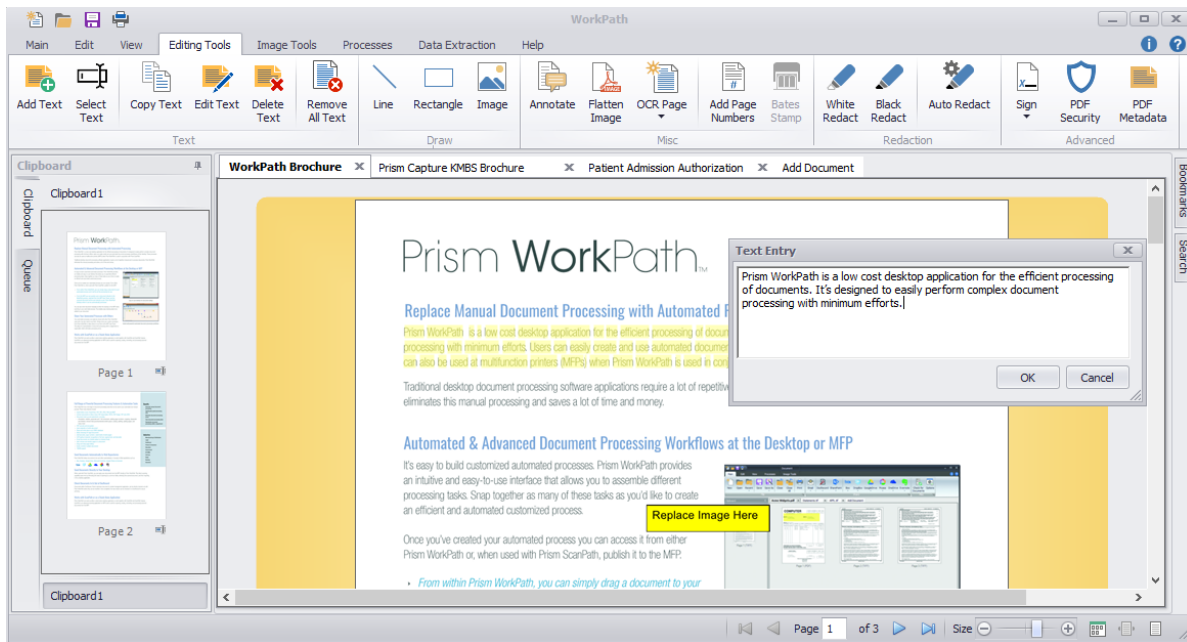 WorkPath
Main Edit View Editing Tools Image Tools Processes Data Extraction Help
Add Text
Select Text
Copy Text
Edit Text
Delete Text
Remove All Text
Line
Rectangle
Image
Annotate
Flatten Image
OCR Page
Add Page Numbers
Bates Stamp
White Redact
Black Redact
Auto Redact
Sign
PDF Security
PDF Metadata
Text Draw Misc Redaction Advanced
Clipboard
WorkPath Brochure Prism Capture KMBS Brochure Patient Admission Authorization Add Document
Clipboard
Queue
Clipboard1
Prism WorkPath
Page 1
Page 2
Clipboard1
Bookmarks
Search
Prism WorkPath™
Replace Manual Document Processing with Automated
Prism WorkPath is a low cost desktop application for the efficient processing of
processing with minimum efforts. Users can easily create and use automated
can also be used at multifunction printers (MFPs) when Prism WorkPath is used in
Traditional desktop document processing software applications require a lot of
eliminates this manual processing and saves a lot of time and money.
Automated & Advanced Document Processing Workflows at the Desktop or MFP
It's easy to build customized automated processes. Prism WorkPath provides
an intuitive and easy-to-use interface that allows you to assemble different
processing tasks. Snap together as many of these tasks as you'd like to create
an efficient and automated customized process.
Replace Image Here
Once you've created your automated process you can access it from either
Prism WorkPath or, when used with Prism ScanPath, publish it to the MFP.
• From within Prism WorkPath, you can simply drag a document to your
Text Entry
Prism WorkPath is a low cost desktop application for the efficient processing
of documents. It's designed to easily perform complex document
processing with minimum efforts.
OK Cancel
Page 1 of 3 Size